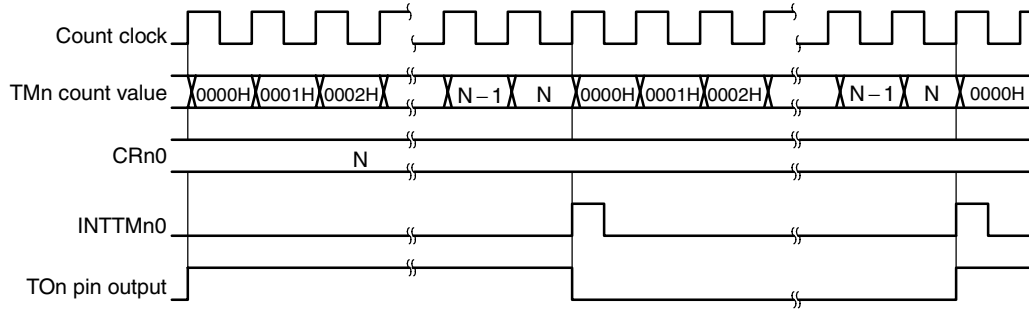 Count clock
TMn count value 0000H 0001H 0002H N−1 N 0000H 0001H 0002H N−1 N 0000H
CRn0 N
INTTMn0
TOn pin output